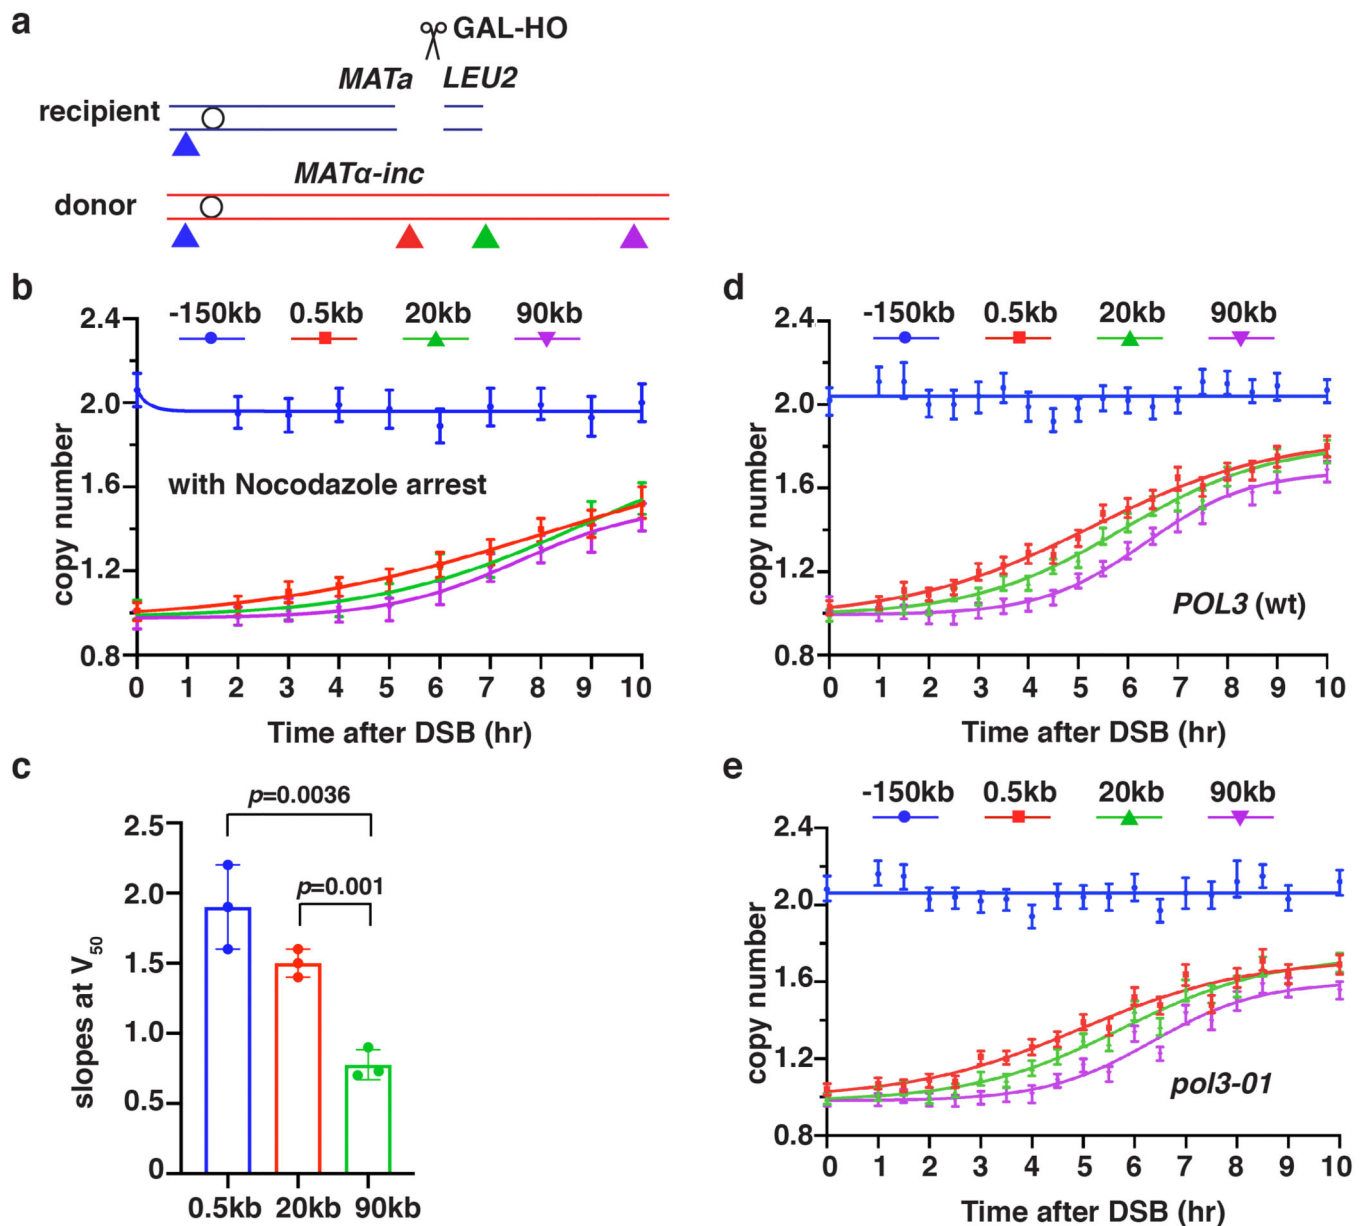 a
GAL-HO
MATa LEU2
recipient
MATα-inc
donor
b
-150kb 0.5kb 20kb 90kb
2.4
2.0
1.6
1.2
0.8
copy number
with Nocodazole arrest
0 1 2 3 4 5 6 7 8 9 10
Time after DSB (hr)
c
p=0.0036
p=0.001
2.5
2.0
1.5
1.0
0.5
0
slopes at V50
0.5kb 20kb 90kb
d
-150kb 0.5kb 20kb 90kb
2.4
2.0
1.6
1.2
0.8
copy number
POL3 (wt)
0 1 2 3 4 5 6 7 8 9 10
Time after DSB (hr)
e
-150kb 0.5kb 20kb 90kb
2.4
2.0
1.6
1.2
0.8
copy number
pol3-01
0 1 2 3 4 5 6 7 8 9 10
Time after DSB (hr)